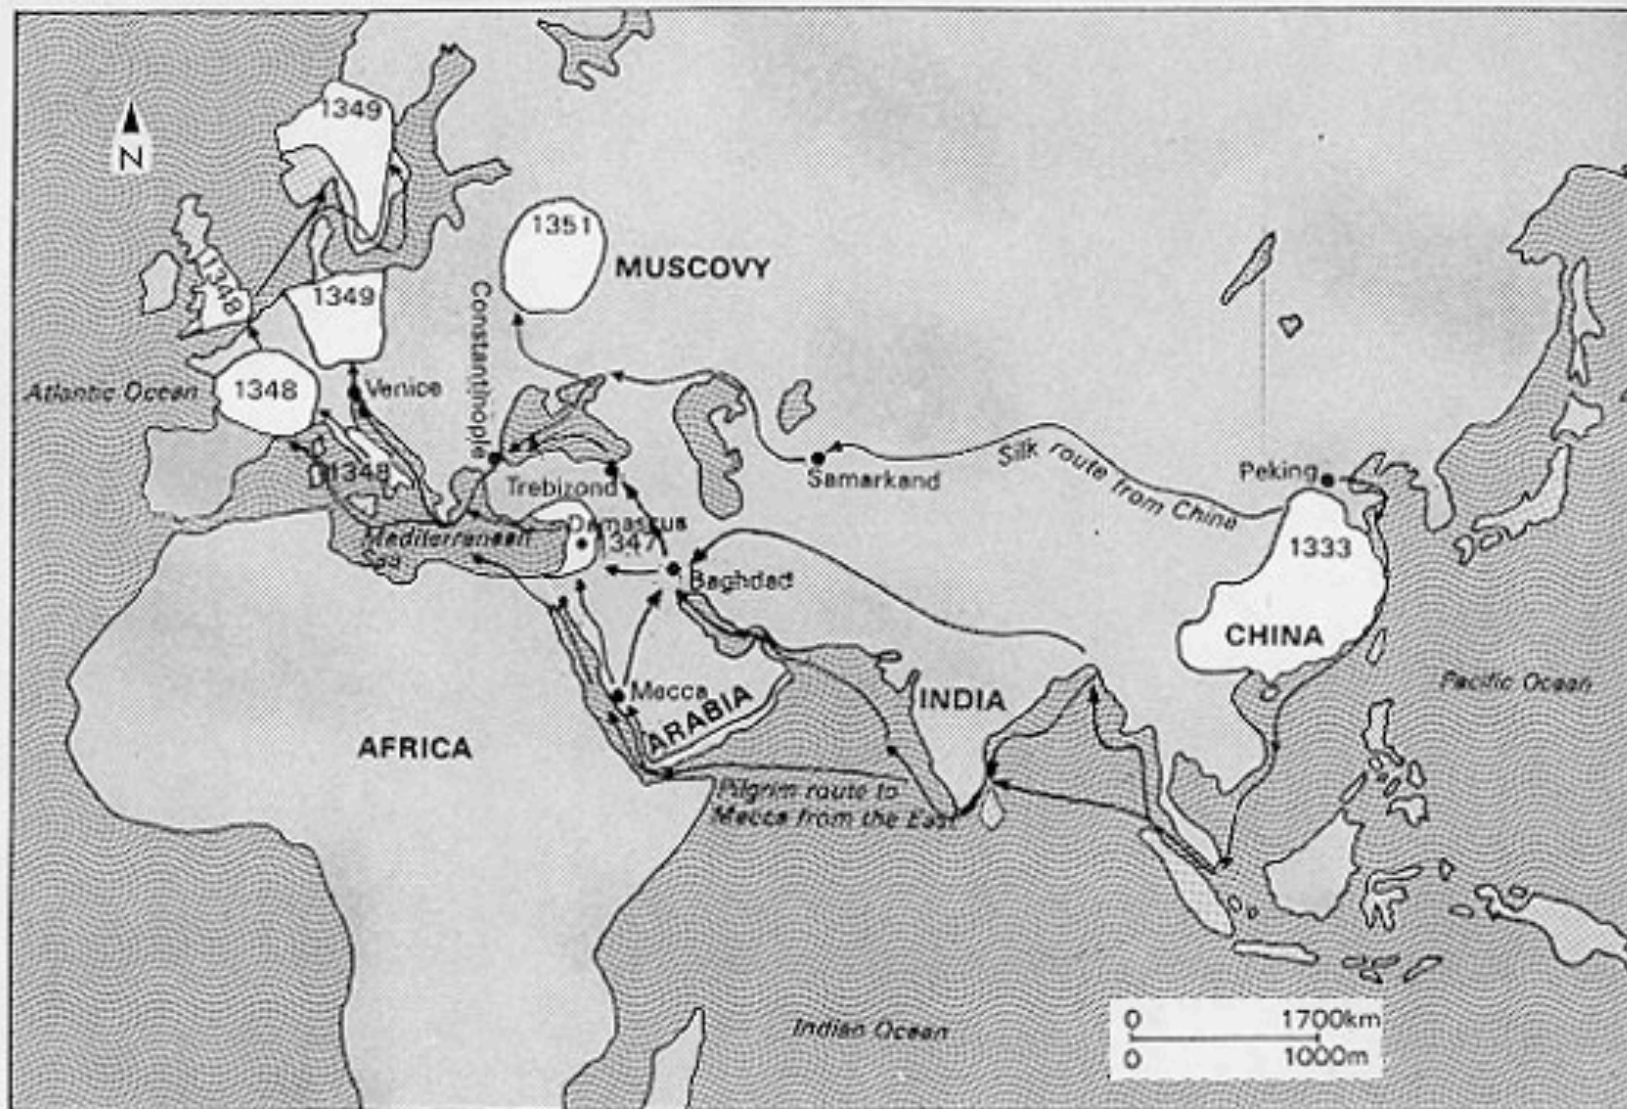 1349
N
1351
MUSCOVY
1348
1349
Constantinople
Atlantic Ocean
1348
Venice
Silk route from China
Peking
1348
Trebizond
Samarkand
Damascus
Mediterranean
Sea
1347
1333
Baghdad
CHINA
Mecca
ARABIA
INDIA
Pacific Ocean
AFRICA
Pilgrim route to
Mecca from the East
Indian Ocean
0 1700km
0 1000m